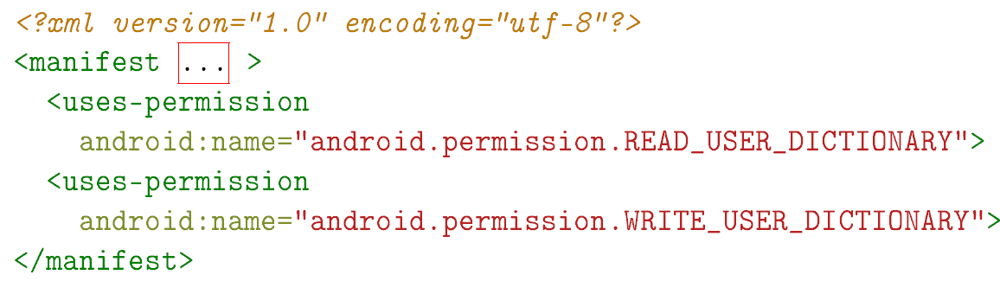 <?xml version="1.0" encoding="utf-8"?>
<manifest ... >
  <uses-permission
    android:name="android.permission.READ_USER_DICTIONARY">
  <uses-permission
    android:name="android.permission.WRITE_USER_DICTIONARY">
</manifest>